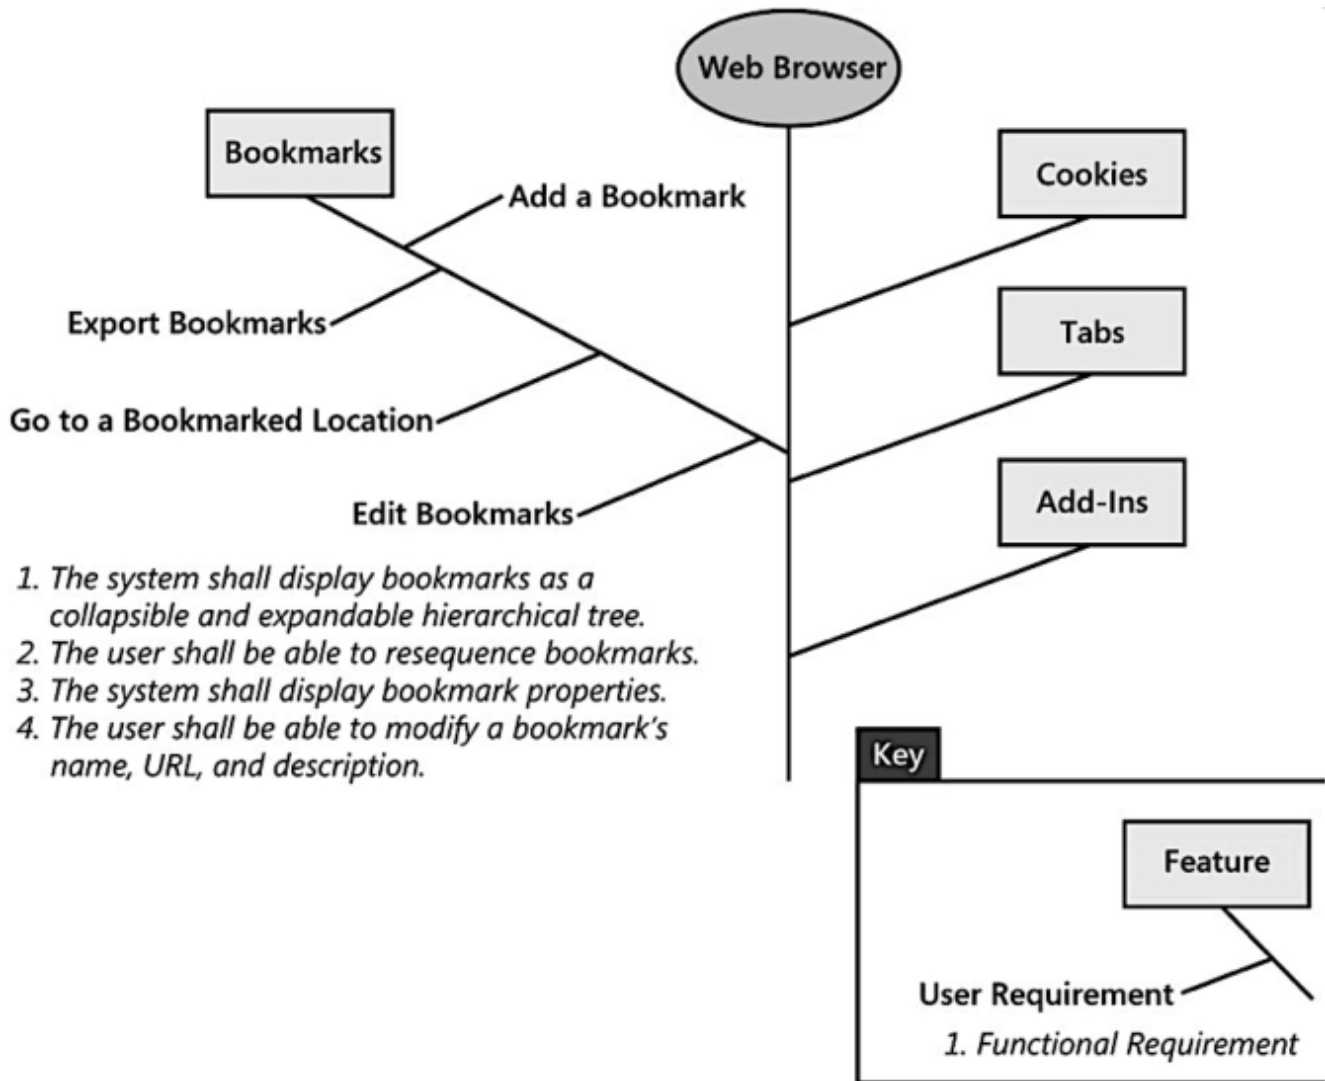 Web Browser
Bookmarks
Cookies
Add a Bookmark
Export Bookmarks
Tabs
Go to a Bookmarked Location
Add-Ins
Edit Bookmarks
1. The system shall display bookmarks as a
collapsible and expandable hierarchical tree.
2. The user shall be able to resequence bookmarks.
3. The system shall display bookmark properties.
4. The user shall be able to modify a bookmark's
name, URL, and description.
Key
Feature
User Requirement
1. Functional Requirement